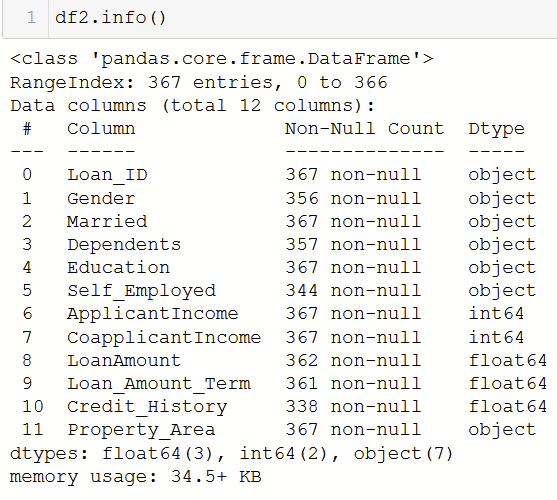 1 df2.info()
<class 'pandas.core.frame.DataFrame'>
RangeIndex: 367 entries, 0 to 366
Data columns (total 12 columns):
 #   Column             Non-Null Count  Dtype
---  ------             --------------  -----
 0   Loan_ID            367 non-null    object
 1   Gender             356 non-null    object
 2   Married            367 non-null    object
 3   Dependents         357 non-null    object
 4   Education          367 non-null    object
 5   Self_Employed      344 non-null    object
 6   ApplicantIncome    367 non-null    int64
 7   CoapplicantIncome  367 non-null    int64
 8   LoanAmount         362 non-null    float64
 9   Loan_Amount_Term   361 non-null    float64
 10  Credit_History     338 non-null    float64
 11  Property_Area      367 non-null    object
dtypes: float64(3), int64(2), object(7)
memory usage: 34.5+ KB